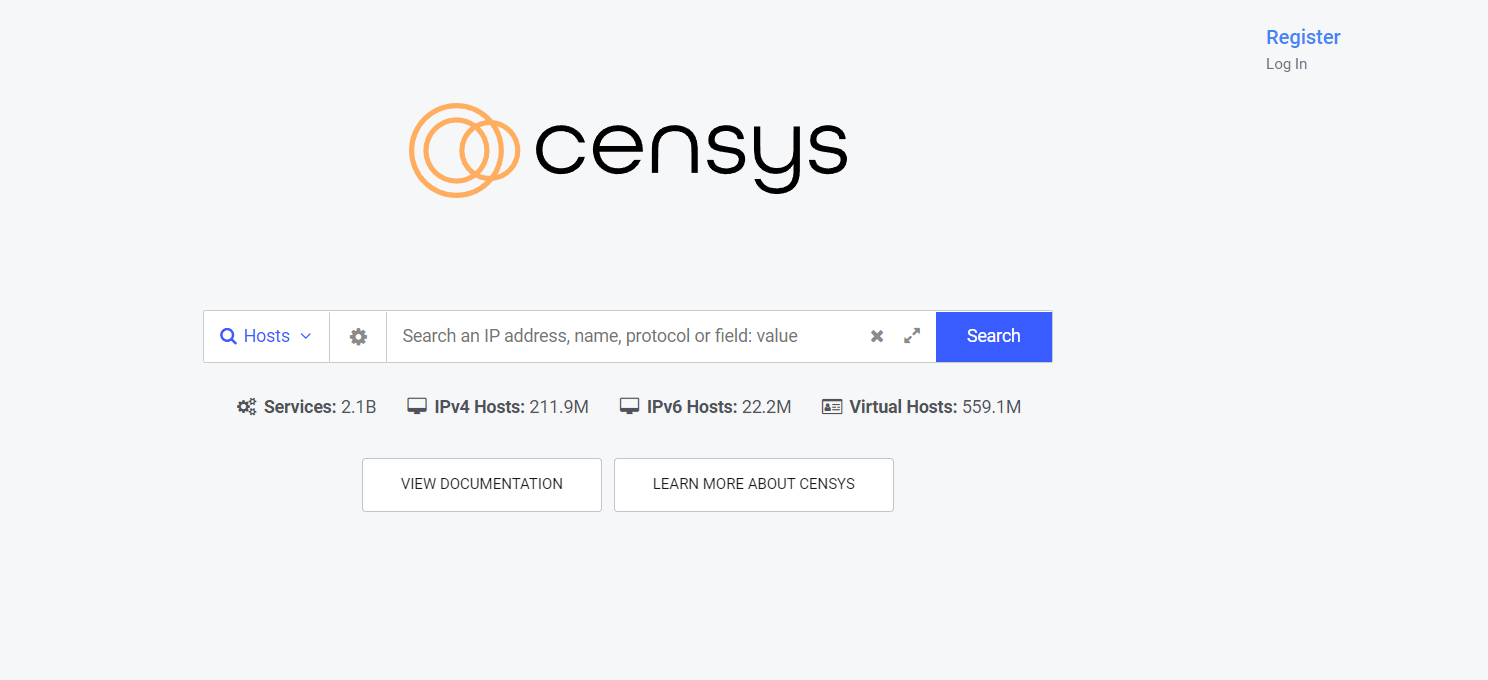 Register
Log In
censys
Hosts
Search an IP address, name, protocol or field: value
Search
Services: 2.1B IPv4 Hosts: 211.9M IPv6 Hosts: 22.2M Virtual Hosts: 559.1M
VIEW DOCUMENTATION LEARN MORE ABOUT CENSYS